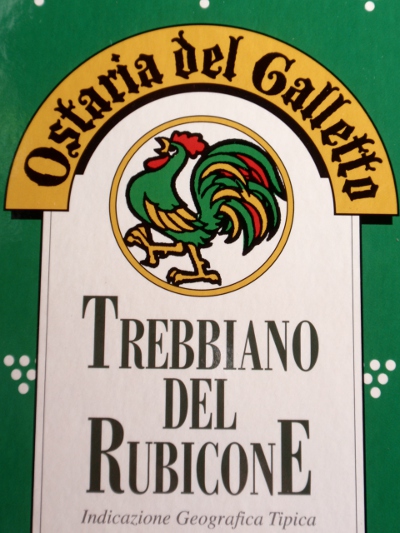 Ostaria del Galletto
TREBBIANO
DEL
RUBICONE
Indicazione Geografica Tipica